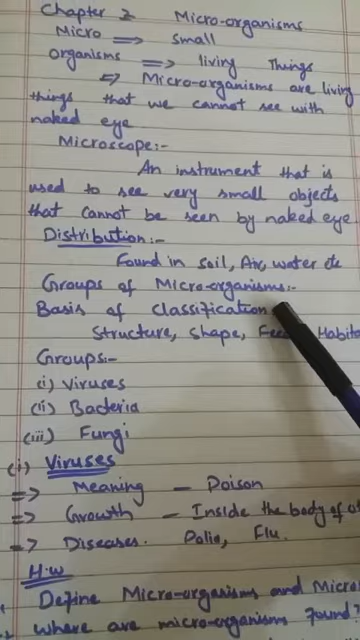 Chapter 2 Micro-organisms
Micro => small
organisms => living Things
=> Micro-organisms are living
things that we cannot see with
naked eye
Microscope:-
An instrument that is
used to see very small objects
that cannot be seen by naked eye
Distribution:-
Found in soil, Air, water etc
Groups of Micro-organisms:-
Basis of classification
Structure, Shape,
Groups:-
(i) Viruses
(ii) Bacteria
(iii) Fungi
(i) Viruses
=> Meaning – Poison
=> Growth – Inside the body of
=> Diseases. Polio, Flu.
H.W
Define Micro-organisms and
where are micro-organisms found?